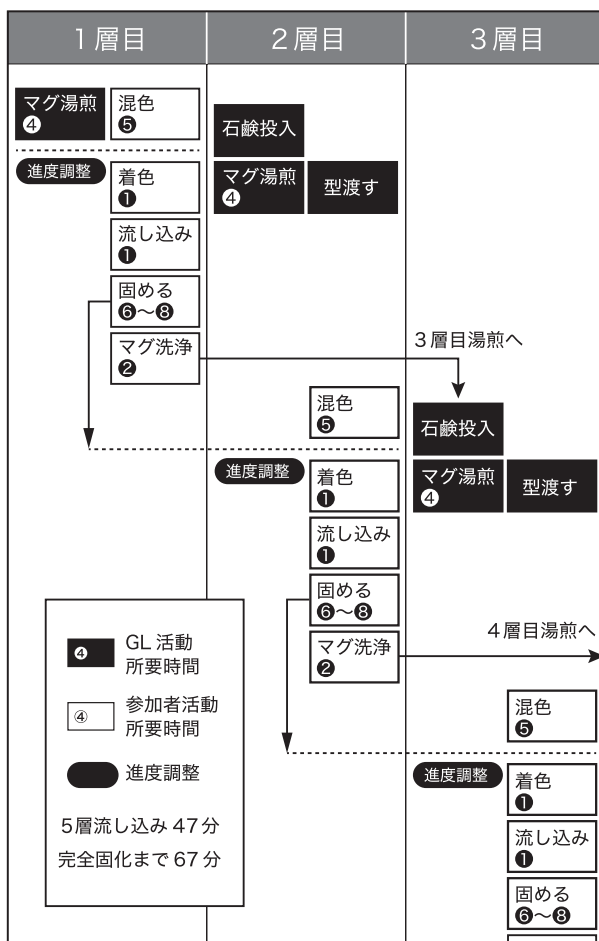 1層目
2層目
3層目
マグ湯煎
❹
混色
❺
石鹸投入
進度調整
着色
❶
マグ湯煎
❹
型渡す
流し込み
❶
固める
❻〜❽
マグ洗浄
❷
3層目湯煎へ
混色
❺
石鹸投入
進度調整
着色
❶
マグ湯煎
❹
型渡す
流し込み
❶
固める
❻〜❽
マグ洗浄
❷
4層目湯煎へ
❹
GL 活動
所要時間
④
参加者活動
所要時間
進度調整
5層流し込み 47分
完全固化まで 67分
混色
❺
進度調整
着色
❶
流し込み
❶
固める
❻〜❽